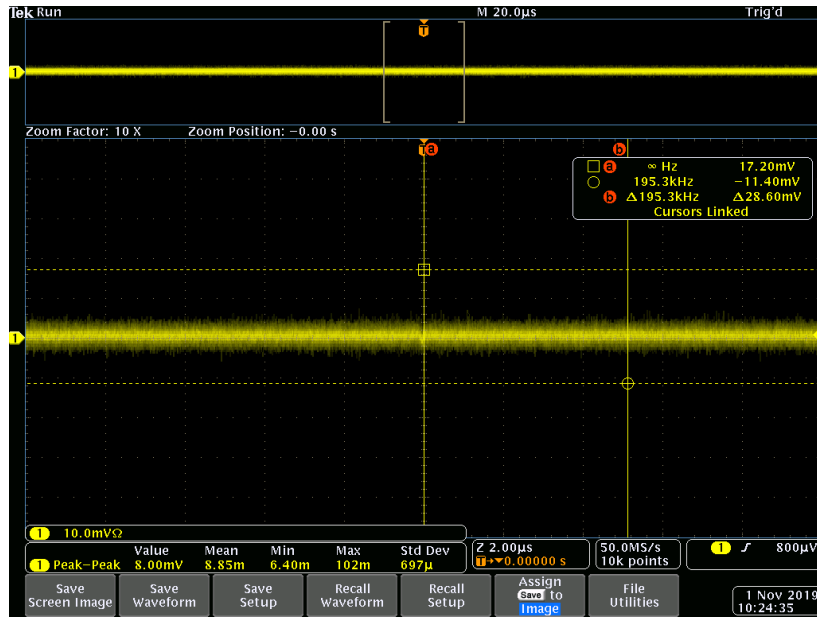 Tek Run M 20.0µs Trig'd
T
1
Zoom Factor: 10 X Zoom Position: −0.00 s
T a b
a ∞ Hz 17.20mV
195.3kHz −11.40mV
b Δ195.3kHz Δ28.60mV
Cursors Linked
1
1 10.0mVΩ
Value Mean Min Max Std Dev
1 Peak−Peak 8.00mV 8.85m 6.40m 102m 697µ
Z 2.00µs
T→▼0.00000 s
50.0MS/s
10k points
1 800µV
Save
Screen Image
Save
Waveform
Save
Setup
Recall
Waveform
Recall
Setup
Assign
Save to
Image
File
Utilities
1 Nov 2019
10:24:35